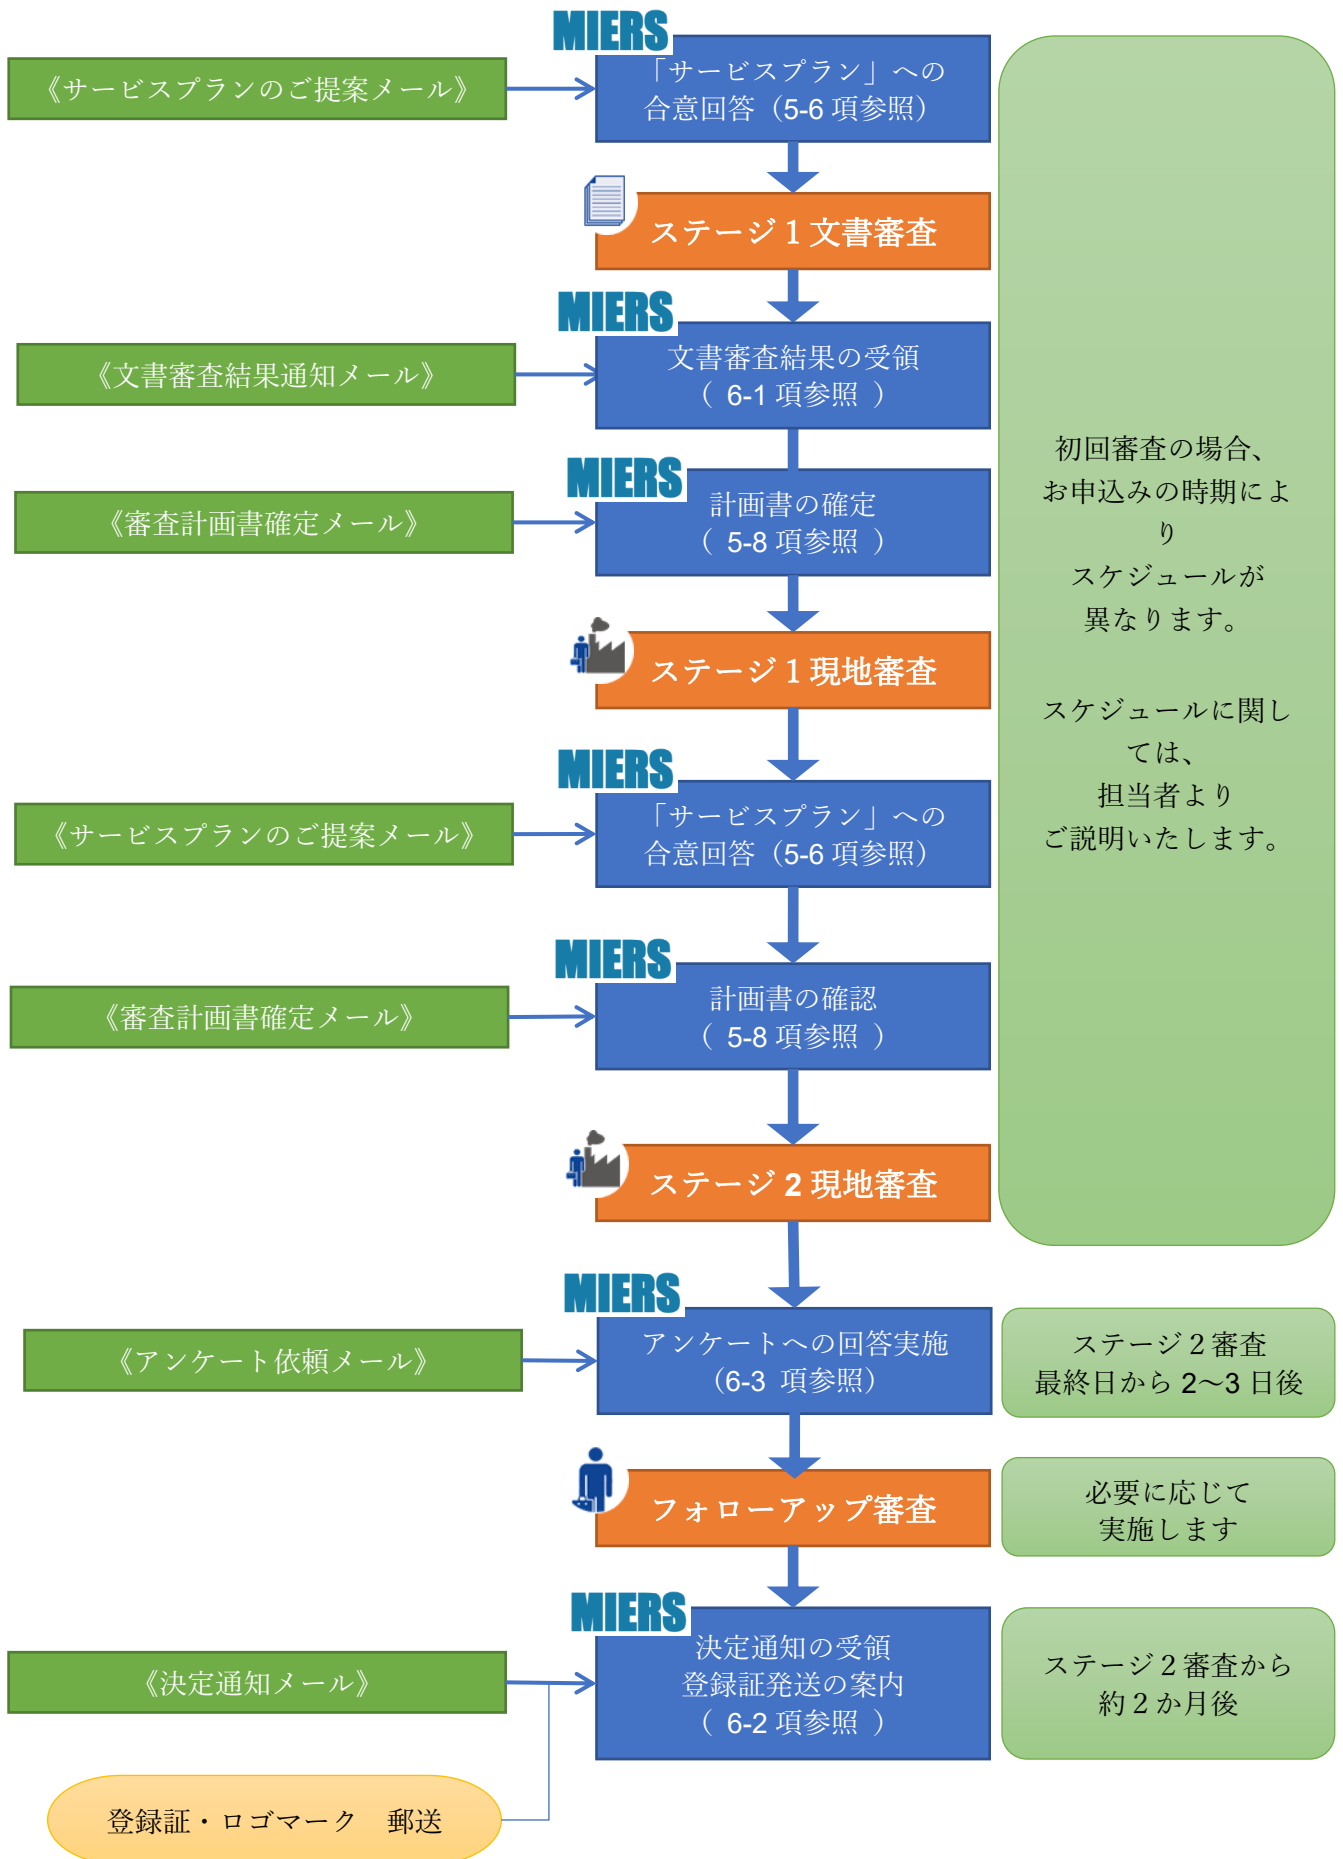 MIERS
《サービスプランのご提案メール》
「サービスプラン」への
合意回答（5-6 項参照）
ステージ１文書審査
MIERS
《文書審査結果通知メール》
文書審査結果の受領
（ 6-1 項参照 ）
MIERS
《審査計画書確定メール》
計画書の確定
（ 5-8 項参照 ）
ステージ１現地審査
MIERS
《サービスプランのご提案メール》
「サービスプラン」への
合意回答（5-6 項参照）
MIERS
《審査計画書確定メール》
計画書の確認
（ 5-8 項参照 ）
ステージ 2 現地審査
初回審査の場合、
お申込みの時期によ
り
スケジュールが
異なります。
スケジュールに関し
ては、
担当者より
ご説明いたします。
MIERS
《アンケート依頼メール》
アンケートへの回答実施
（6-3 項参照）
ステージ２審査
最終日から 2～3 日後
フォローアップ審査
必要に応じて
実施します
MIERS
《決定通知メール》
決定通知の受領
登録証発送の案内
（ 6-2 項参照 ）
ステージ２審査から
約２か月後
登録証・ロゴマーク　郵送